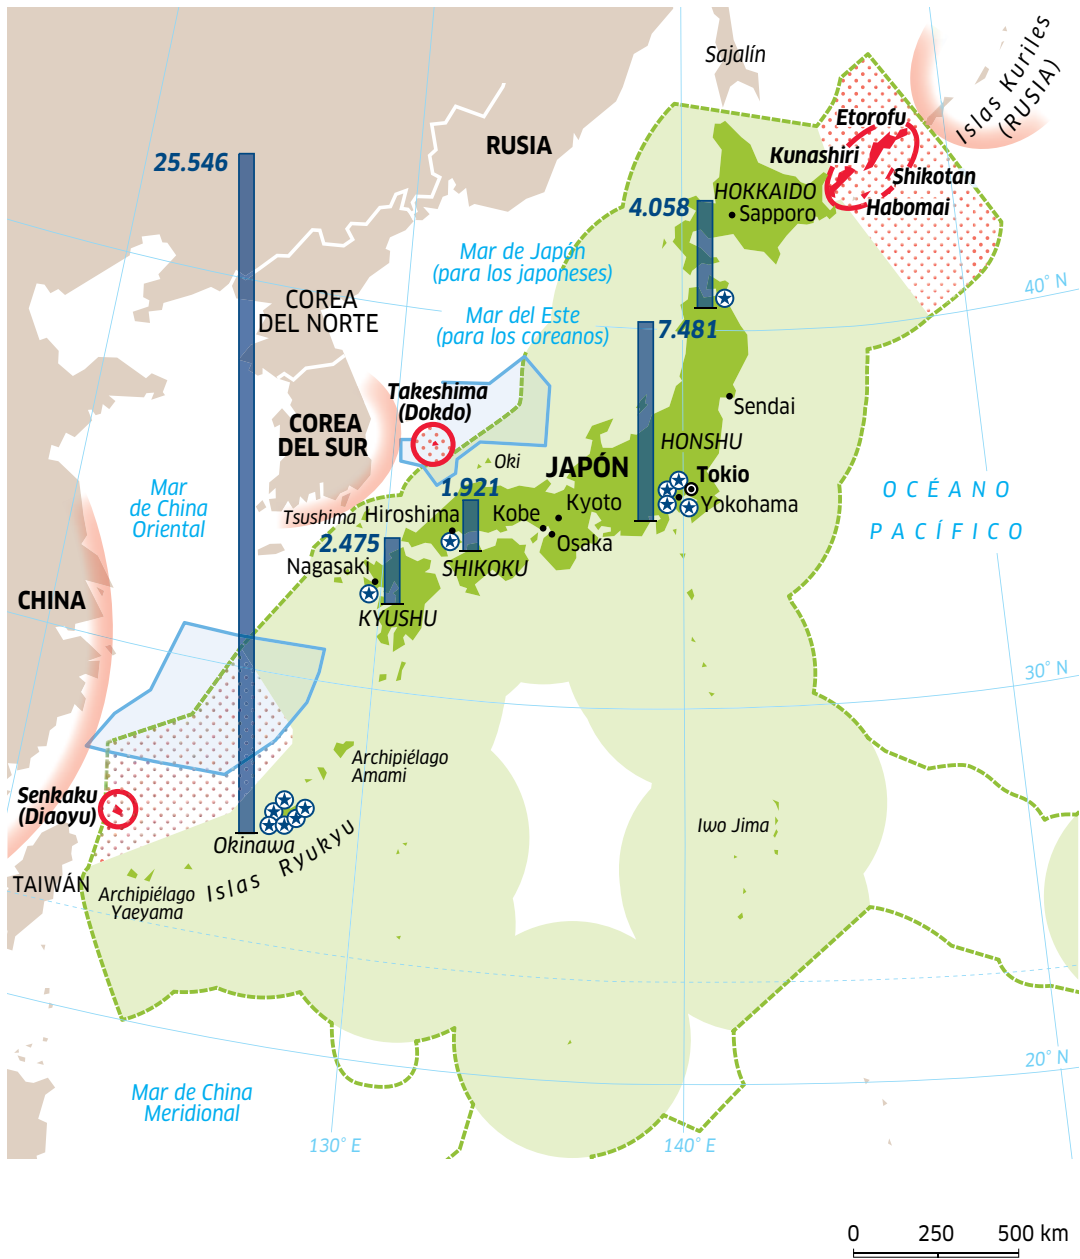 Sajalín
Islas Kuriles
(RUSIA)
Etorofu
RUSIA
Kunashiri
25.546
Shikotan
HOKKAIDO
4.058
Habomai
Sapporo
Mar de Japón
(para los japoneses)
40° N
COREA
DEL NORTE
Mar del Este
(para los coreanos)
7.481
Takeshima
(Dokdo)
Sendai
COREA
DEL SUR
HONSHU
Oki
JAPÓN
Tokio
Mar
de China
Oriental
1.921
OCÉANO
PACÍFICO
Tsushima
Hiroshima
Kobe
Kyoto
Yokohama
2.475
Osaka
Nagasaki
SHIKOKU
CHINA
KYUSHU
30° N
Archipiélago
Amami
Senkaku
(Diaoyu)
Iwo Jima
Okinawa
Islas Ryukyu
TAIWÁN
Archipiélago
Yaeyama
20° N
Mar de China
Meridional
130° E
140° E
0 250 500 km